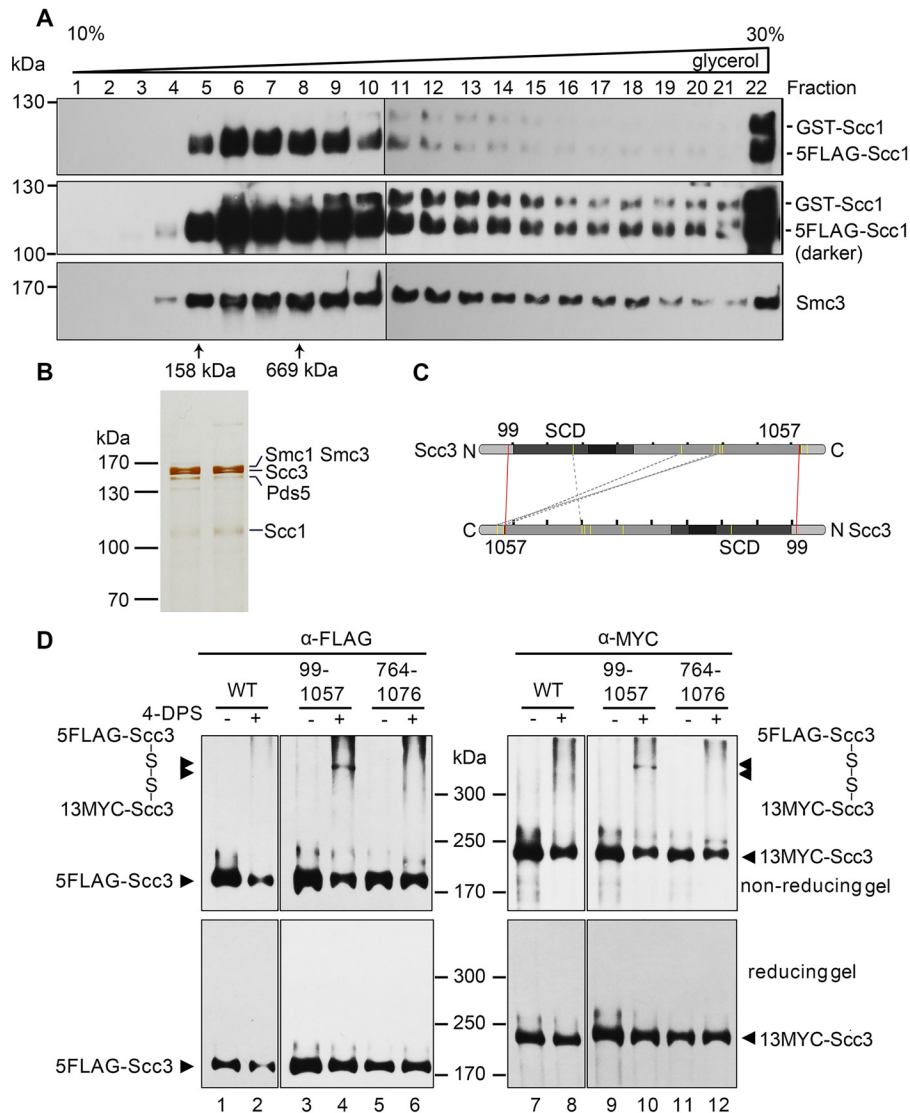 A
10%
30%
kDa
glycerol
1 2 3 4 5 6 7 8 9 10 11 12 13 14 15 16 17 18 19 20 21 22 Fraction
130
GST-Scc1
5FLAG-Scc1
130
GST-Scc1
5FLAG-Scc1
100
(darker)
170
Smc3
158 kDa
669 kDa
B
kDa
170
130
100
70
Smc1 Smc3
Scc3
Pds5
Scc1
C
99 SCD 1057
Scc3 N C
C N Scc3
1057 SCD 99
D
α-FLAG
α-MYC
WT 99-1057 764-1076
WT 99-1057 764-1076
4-DPS - + - + - + - + - + - +
5FLAG-Scc3
S
S
13MYC-Scc3
5FLAG-Scc3
kDa
300
250
170
5FLAG-Scc3
S
S
13MYC-Scc3
13MYC-Scc3
non-reducing gel
reducing gel
300
250
170
5FLAG-Scc3
13MYC-Scc3
1 2 3 4 5 6 7 8 9 10 11 12